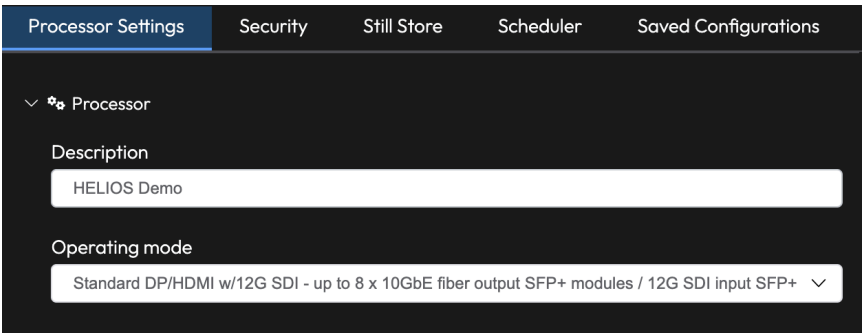 Processor Settings Security Still Store Scheduler Saved Configurations
Processor
Description
HELIOS Demo
Operating mode
Standard DP/HDMI w/12G SDI - up to 8 x 10GbE fiber output SFP+ modules / 12G SDI input SFP+